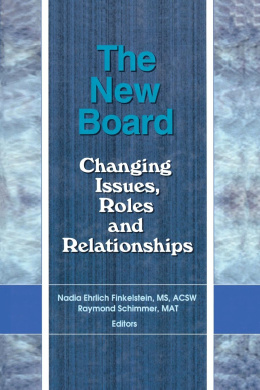 The
New
Board
Changing
Issues,
Roles
and
Relationships
Nadia Ehrlich Finkelstein, MS, ACSW
Raymond Schimmer, MAT
Editors